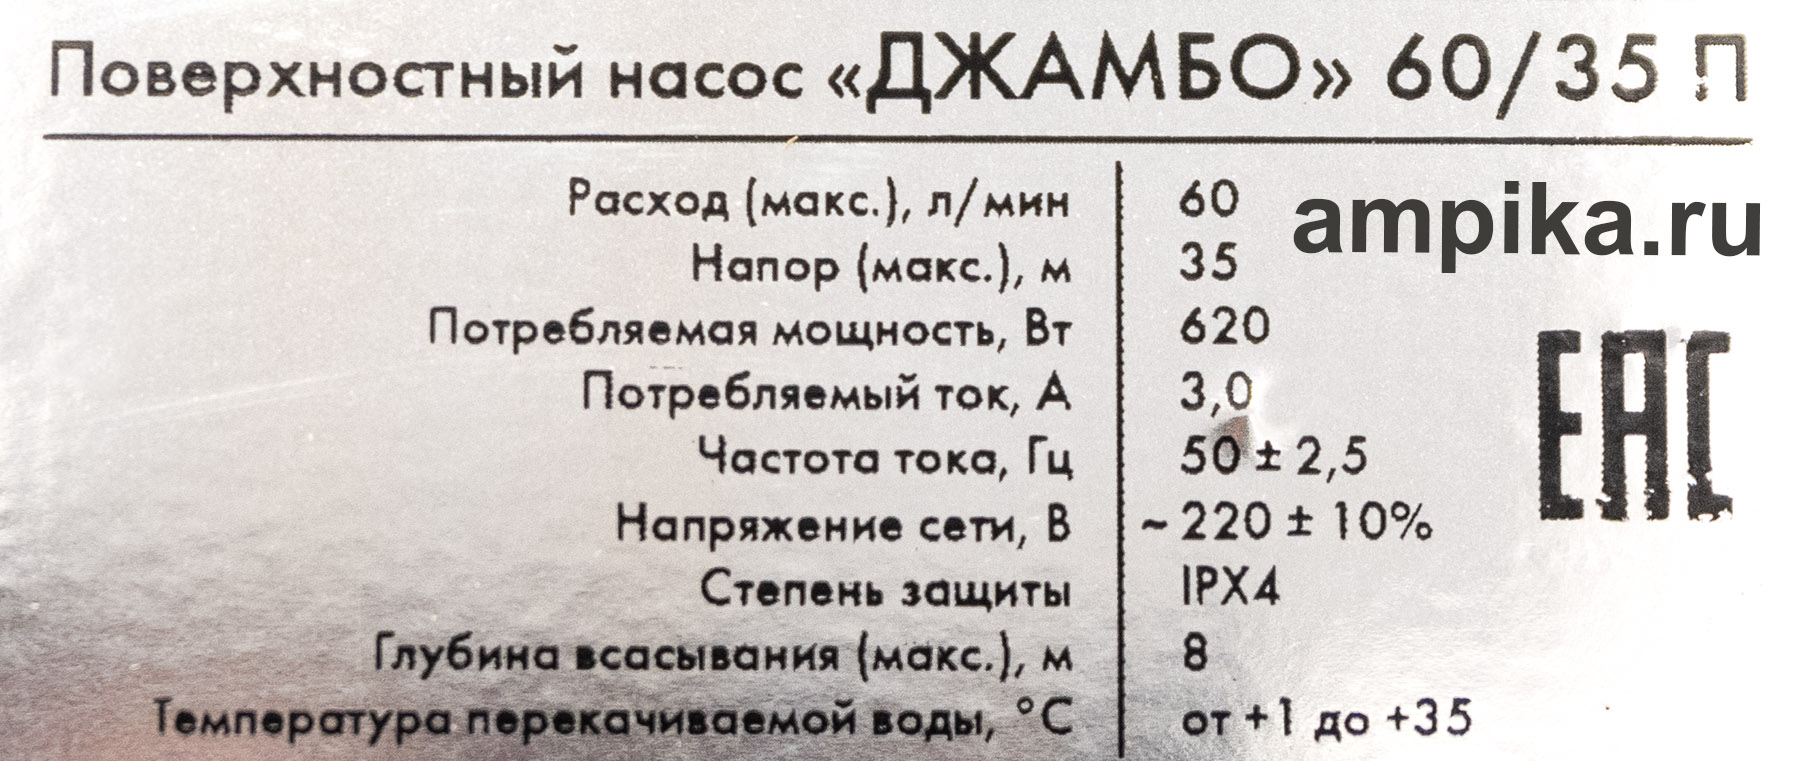 Поверхностный насос «ДЖАМБО» 60/35 П
Расход (макс.), л/мин 60
ampika.ru
Напор (макс.), м 35
Потребляемая мощность, Вт 620
EAC
Потребляемый ток, А 3,0
Частота тока, Гц 50 ± 2,5
Напряжение сети, В ~ 220 ± 10%
Степень защиты IPX4
Глубина всасывания (макс.), м 8
Температура перекачиваемой воды, °С от +1 до +35